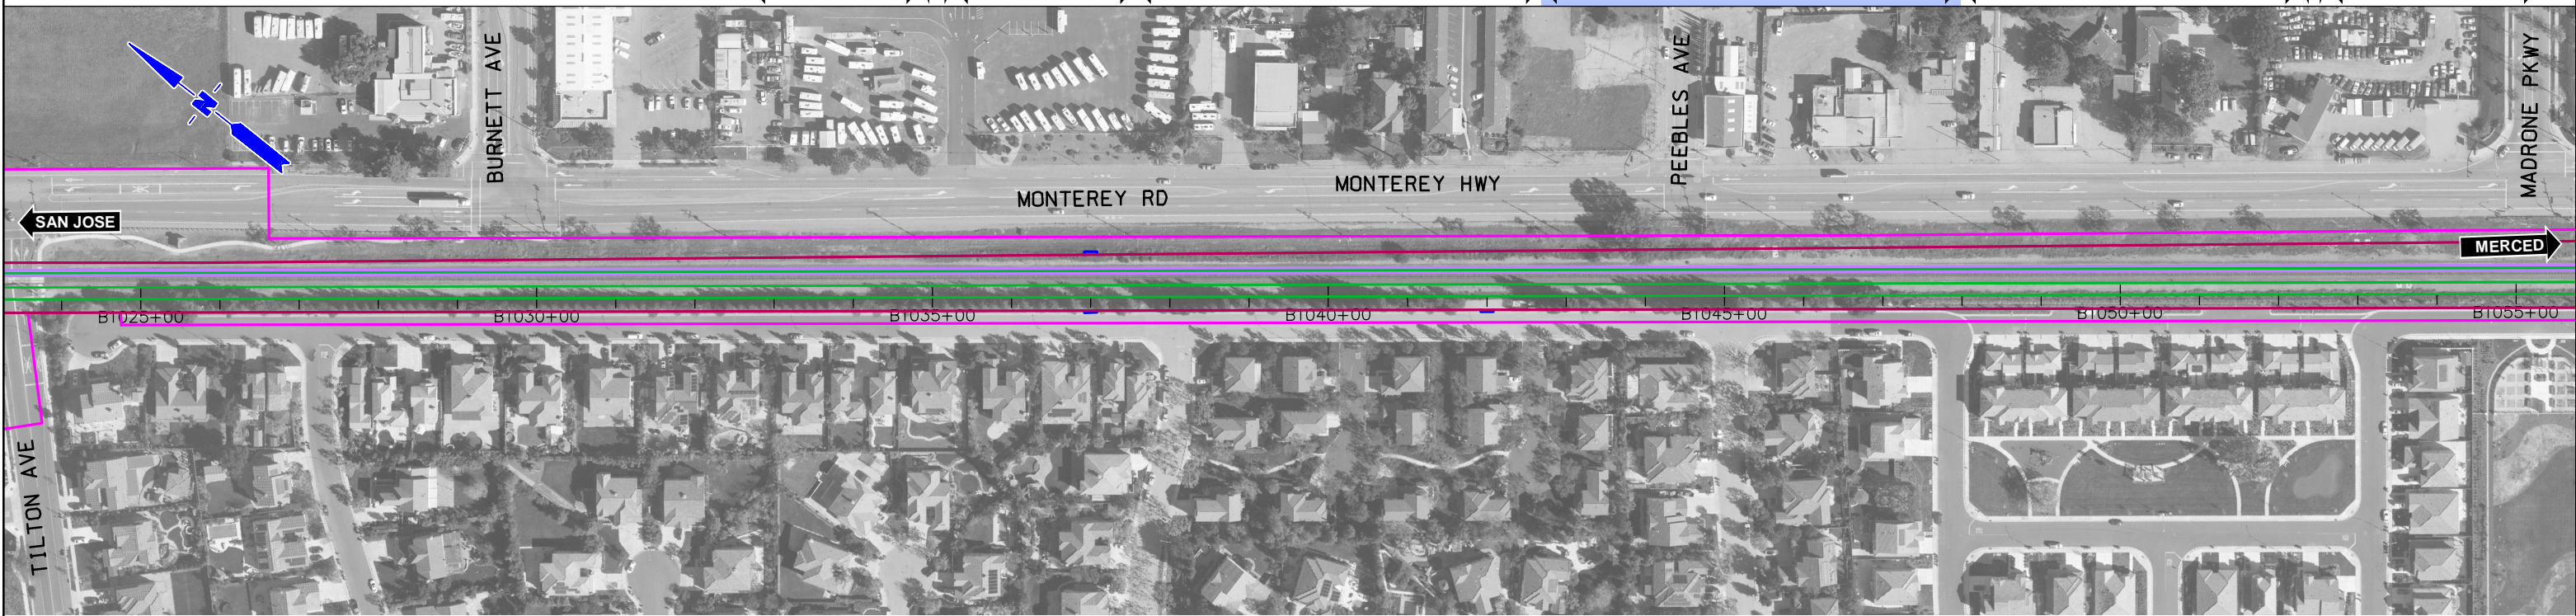 BURNETT AVE
PEEBLES AVE
MADRONE PKWY
N
MONTEREY RD
MONTEREY HWY
SAN JOSE
MERCED
B1025+00
B1030+00
B1035+00
B1040+00
B1045+00
B1050+00
B1055+00
TILTON AVE